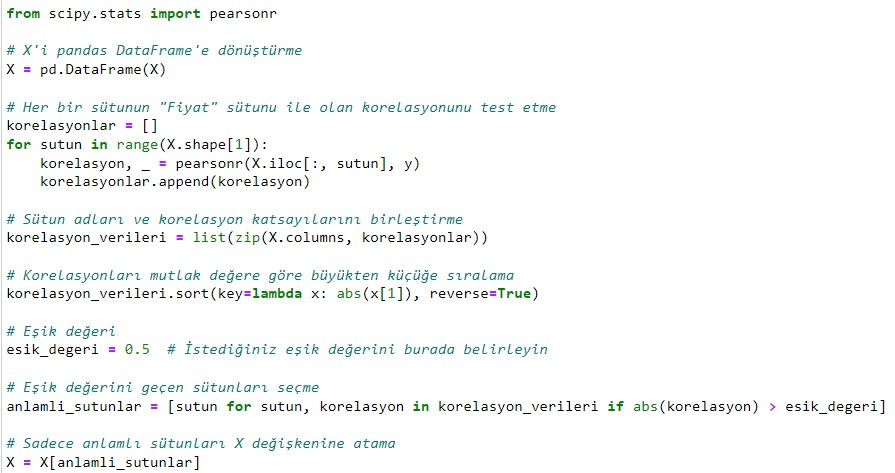 from scipy.stats import pearsonr
# X'i pandas DataFrame'e dönüştürme
X = pd.DataFrame(X)
# Her bir sütunun "Fiyat" sütunu ile olan korelasyonunu test etme
korelasyonlar = []
for sutun in range(X.shape[1]):
    korelasyon, _ = pearsonr(X.iloc[:, sutun], y)
    korelasyonlar.append(korelasyon)
# Sütun adları ve korelasyon katsayılarını birleştirme
korelasyon_verileri = list(zip(X.columns, korelasyonlar))
# Korelasyonları mutlak değere göre büyükten küçüğe sıralama
korelasyon_verileri.sort(key=lambda x: abs(x[1]), reverse=True)
# Eşik değeri
esik_degeri = 0.5  # İstediğiniz eşik değerini burada belirleyin
# Eşik değerini geçen sütunları seçme
anlamli_sutunlar = [sutun for sutun, korelasyon in korelasyon_verileri if abs(korelasyon) > esik_degeri]
# Sadece anlamlı sütunları X değişkenine atama
X = X[anlamli_sutunlar]